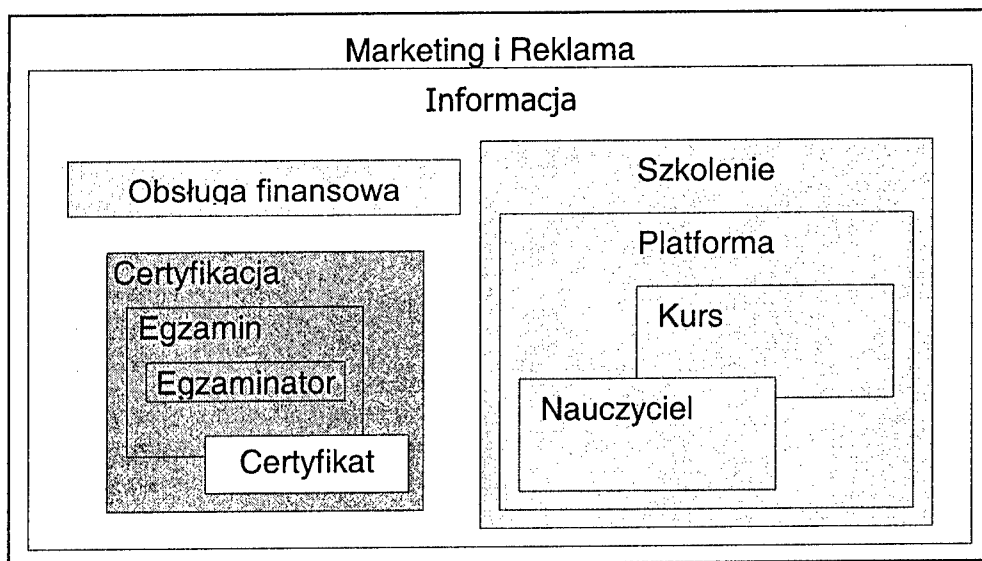 Marketing i Reklama
Informacja
Obsługa finansowa
Certyfikacja
Egzamin
Egzaminator
Certyfikat
Szkolenie
Platforma
Kurs
Nauczyciel